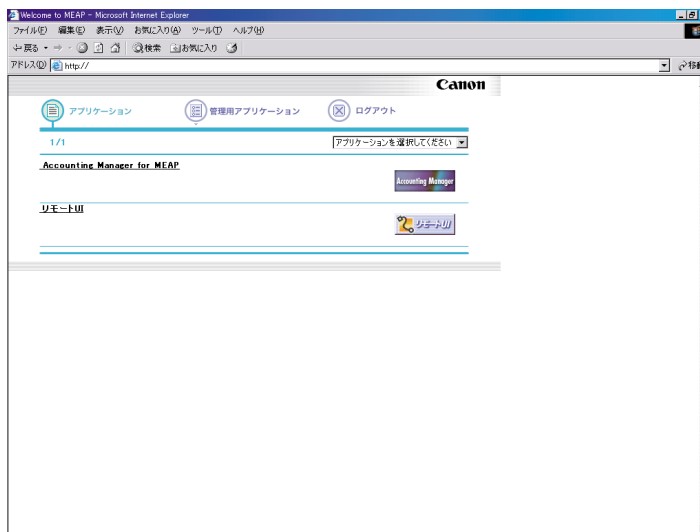 Welcome to MEAP - Microsoft Internet Explorer
ファイル(F) 編集(E) 表示(V) お気に入り(A) ツール(T) ヘルプ(H)
戻る 検索 お気に入り
アドレス(D) http:// 移動
Canon
アプリケーション 管理用アプリケーション ログアウト
1/1 アプリケーションを選択してください
Accounting Manager for MEAP
Accounting Manager
リモートUI
リモートUI